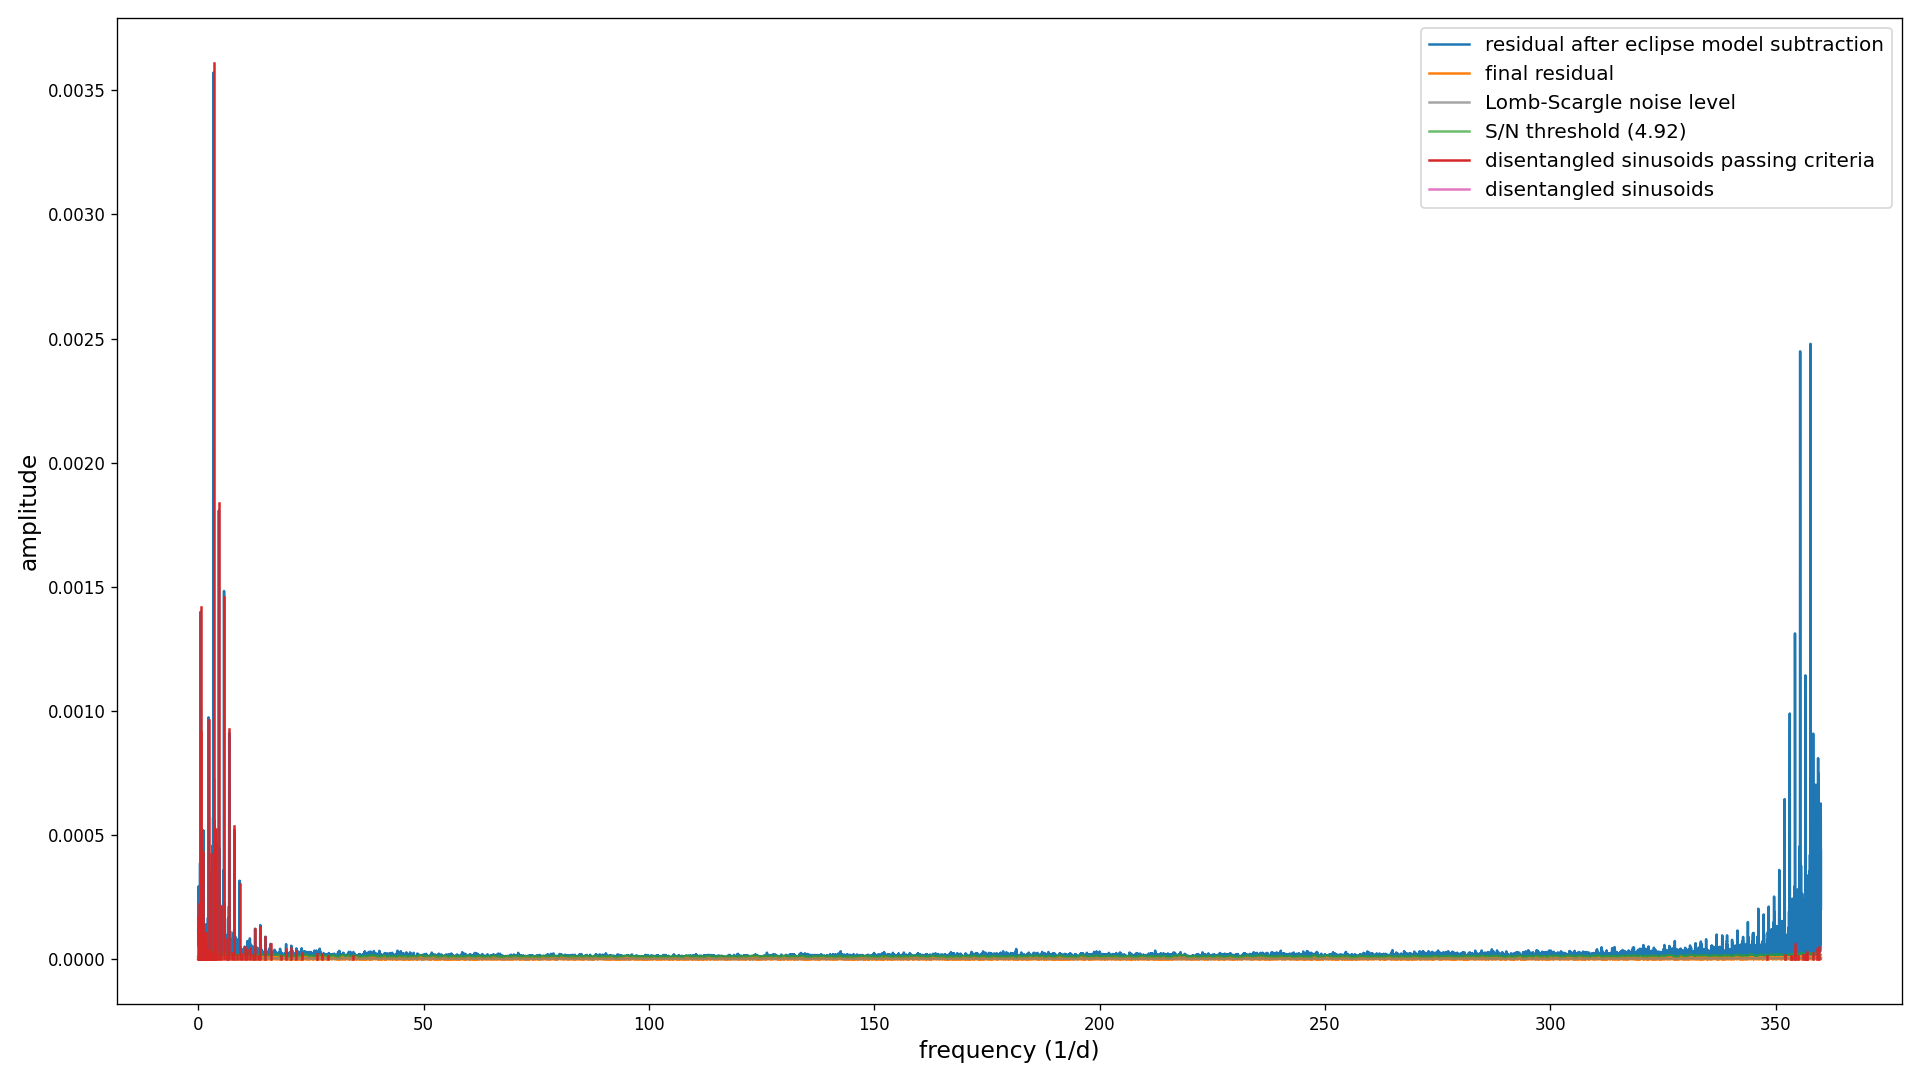 residual after eclipse model subtraction
final residual
Lomb-Scargle noise level
S/N threshold (4.92)
disentangled sinusoids passing criteria
disentangled sinusoids
0.0035
0.0030
0.0025
0.0020
0.0015
0.0010
0.0005
0.0000
amplitude
0 50 100 150 200 250 300 350
frequency (1/d)